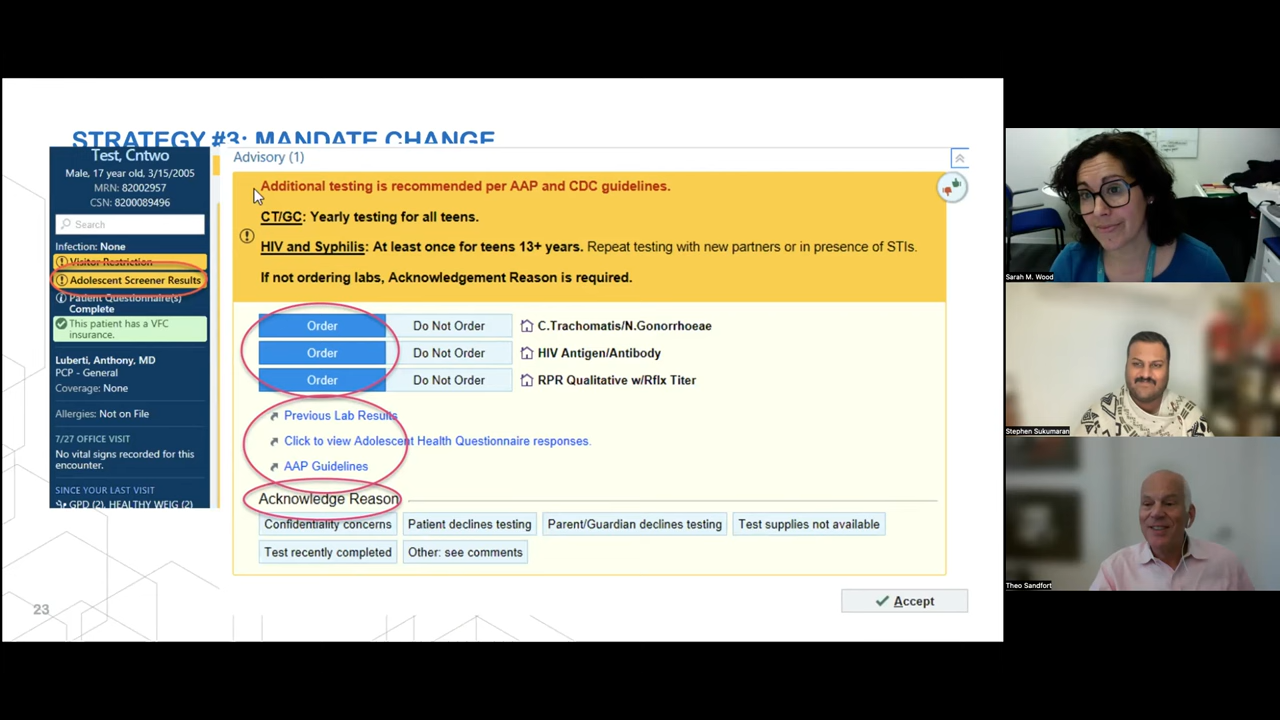 STRATEGY #3: MANDATE CHANGE
Test, Cntwo
Male, 17 year old, 3/15/2005
MRN: 82002957
CSN: 8200089496
Search
Infection: None
Visitor Restriction
Adolescent Screener Results
Patient Questionnaire(s)
Complete
This patient has a VFC
insurance.
Luberti, Anthony, MD
PCP - General
Coverage: None
Allergies: Not on File
7/27 OFFICE VISIT
No vital signs recorded for this
encounter.
SINCE YOUR LAST VISIT
GPD (2), HEALTHY WEIG (2)
Advisory (1)
Additional testing is recommended per AAP and CDC guidelines.
CT/GC: Yearly testing for all teens.
HIV and Syphilis: At least once for teens 13+ years. Repeat testing with new partners or in presence of STIs.
If not ordering labs, Acknowledgement Reason is required.
Order Do Not Order C.Trachomatis/N.Gonorrhoeae
Order Do Not Order HIV Antigen/Antibody
Order Do Not Order RPR Qualitative w/Rflx Titer
Previous Lab Results
Click to view Adolescent Health Questionnaire responses.
AAP Guidelines
Acknowledge Reason
Confidentiality concerns Patient declines testing Parent/Guardian declines testing Test supplies not available
Test recently completed Other: see comments
Accept
23
Sarah M. Wood
Stephen Sukumaran
Theo Sandfort